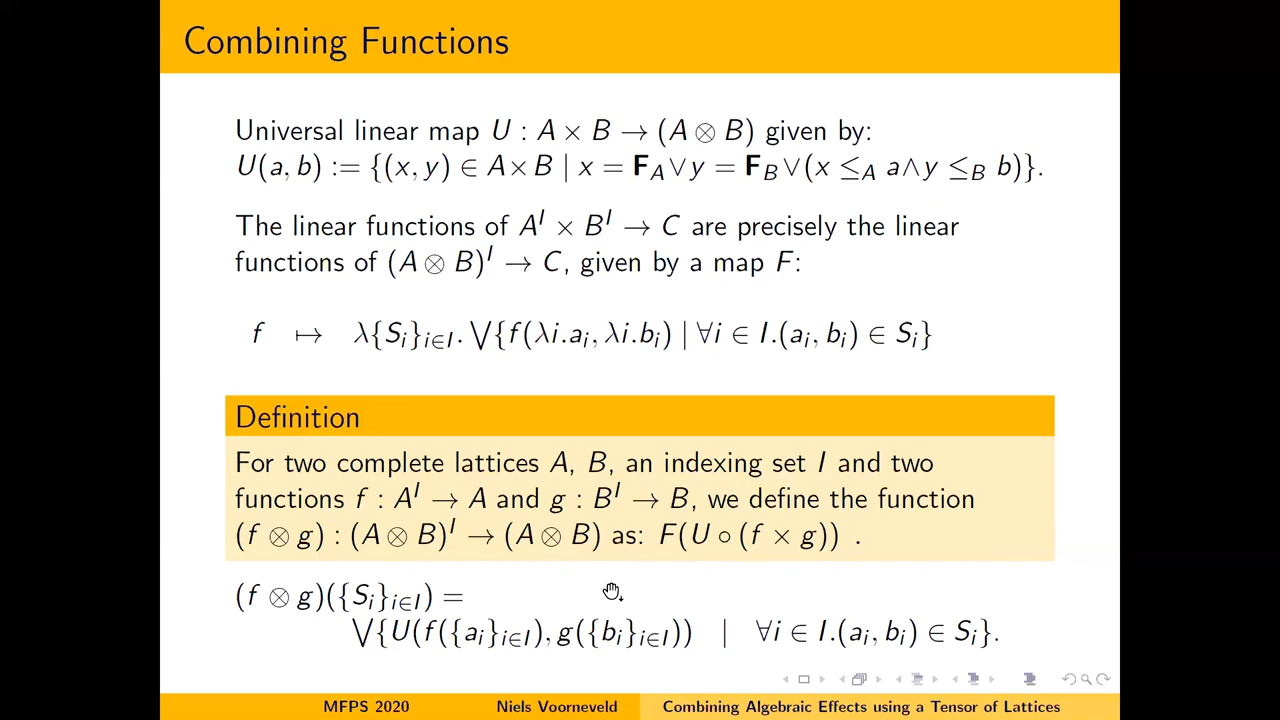 Combining Functions
Universal linear map U : A × B → (A ⊗ B) given by:
U(a, b) := {(x, y) ∈ A×B | x = F_A ∨ y = F_B ∨ (x ≤_A a ∧ y ≤_B b)}.
The linear functions of A^I × B^I → C are precisely the linear
functions of (A ⊗ B)^I → C, given by a map F:
f ↦ λ{S_i}_{i∈I}. ⋁{f(λi.a_i, λi.b_i) | ∀i ∈ I.(a_i, b_i) ∈ S_i}
Definition
For two complete lattices A, B, an indexing set I and two
functions f : A^I → A and g : B^I → B, we define the function
(f ⊗ g) : (A ⊗ B)^I → (A ⊗ B) as: F(U ∘ (f × g)) .
(f ⊗ g)({S_i}_{i∈I}) =
⋁{U(f({a_i}_{i∈I}), g({b_i}_{i∈I})) | ∀i ∈ I.(a_i, b_i) ∈ S_i}.
MFPS 2020 Niels Voorneveld Combining Algebraic Effects using a Tensor of Lattices